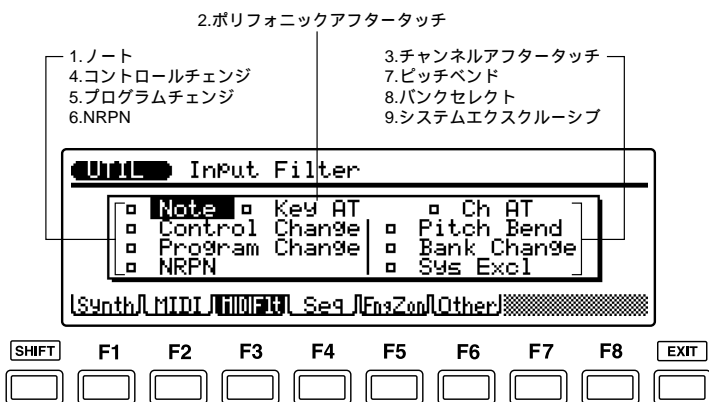 2.ポリフォニックアフタータッチ
1.ノート
4.コントロールチェンジ
5.プログラムチェンジ
6.NRPN
3.チャンネルアフタータッチ
7.ピッチベンド
8.バンクセレクト
9.システムエクスクルーシブ
UTIL Input Filter
Note Key AT Ch AT
Control Change Pitch Bend
Program Change Bank Change
NRPN Sys Excl
Synth MIDI MIDIFlt Seq FngZon Other
SHIFT F1 F2 F3 F4 F5 F6 F7 F8 EXIT